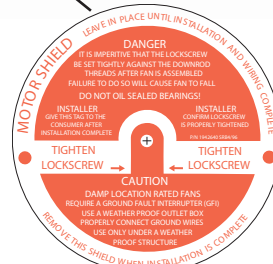 MOTOR SHIELD
LEAVE IN PLACE UNTIL INSTALLATION AND WIRING COMPLETE
DANGER
IT IS IMPERITIVE THAT THE LOCKSCREW
BE SET TIGHTLY AGAINST THE DOWNROD
THREADS AFTER FAN IS ASSEMBLED
FAILURE TO DO SO WILL CAUSE FAN TO FALL
DO NOT OIL SEALED BEARINGS!
INSTALLER
GIVE THIS TAG TO THE
CONSUMER AFTER
INSTALLATION COMPLETE
INSTALLER
CONFIRM LOCKSCREW
IS PROPERLY TIGHTENED
TIGHTEN
LOCKSCREW
TIGHTEN
LOCKSCREW
CAUTION
DAMP LOCATION RATED FANS
REQUIRE A GROUND FAULT INTERRUPTER (GFI)
USE A WEATHER PROOF OUTLET BOX
PROPERLY CONNECT GROUND WIRES
USE ONLY UNDER A WEATHER
PROOF STRUCTURE
REMOVE THIS SHIELD WHEN INSTALLATION IS COMPLETE